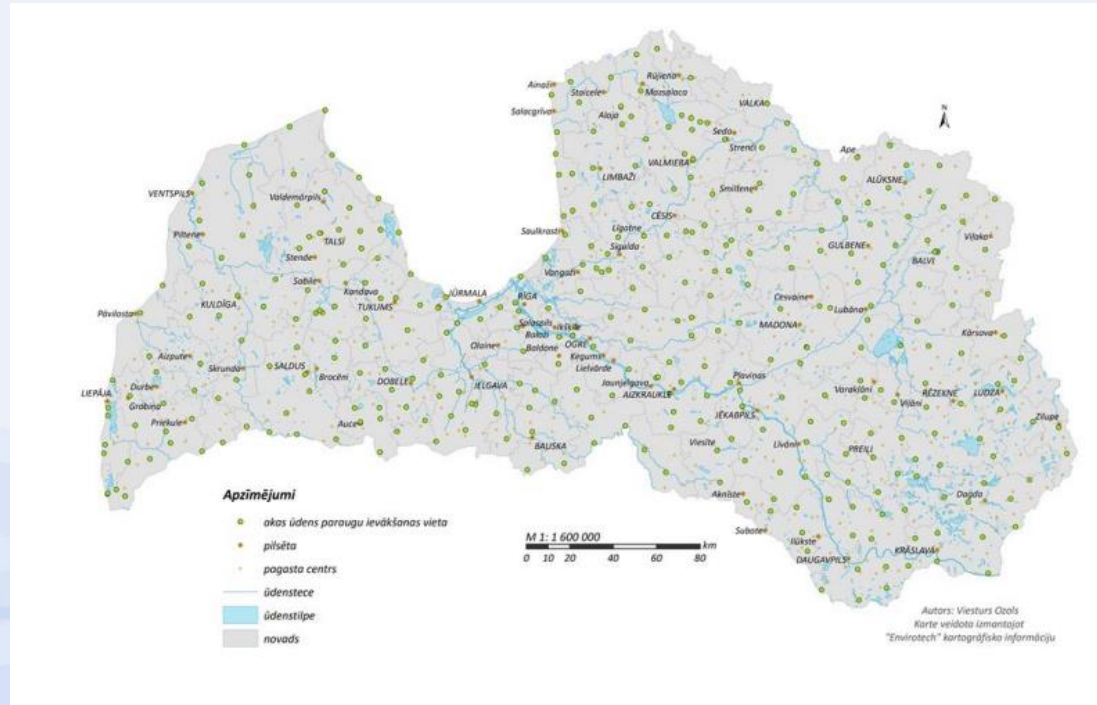 Rūjiena
Ainaži
Staicele
Mazsalaca
VALKA
Salacgrīva
Aloja
N
Seda
Strenči
Ape
VALMIERA
VENTSPILS
Valdemārpils
LIMBAŽI
Smiltene
ALŪKSNE
CĒSIS
Piltene
Saulkrasti
Līgatne
TALSI
Sigulda
GULBENE
Viļaka
Stende
BALVI
Vangaži
Sabile
Kandava
JŪRMALA
RĪGA
Cesvaine
KULDĪGA
TUKUMS
Lubāna
Pāvilosta
Salaspils
IKŠĶILE
MADONA
Kārsava
Baloži
OGRE
Olaine
Baldone
Aizpute
Ķegums
Skrunda
SALDUS
Lielvārde
Brocēni
DOBELE
JELGAVA
Jaunjelgava
Pļaviņas
Durbe
AIZKRAUKLE
Varakļāni
RĒZEKNE
LUDZA
LIEPĀJA
Viļāni
Grobiņa
JĒKABPILS
Zilupe
Priekule
Auce
BAUSKA
Viesīte
Līvāni
PREIĻI
Apzīmējumi
Aknīste
Dagda
akas ūdens paraugu ievākšanas vieta
Subate
M 1: 1 600 000
Ilūkste
pilsēta
km
KRĀSLAVA
0 10 20 40 60 80
DAUGAVPILS
pagasta centrs
ūdenstece
ūdenstilpe
Autors: Viesturs Ozols
Karte veidota izmantojot
novads
"Envirotech" kartogrāfisko informāciju